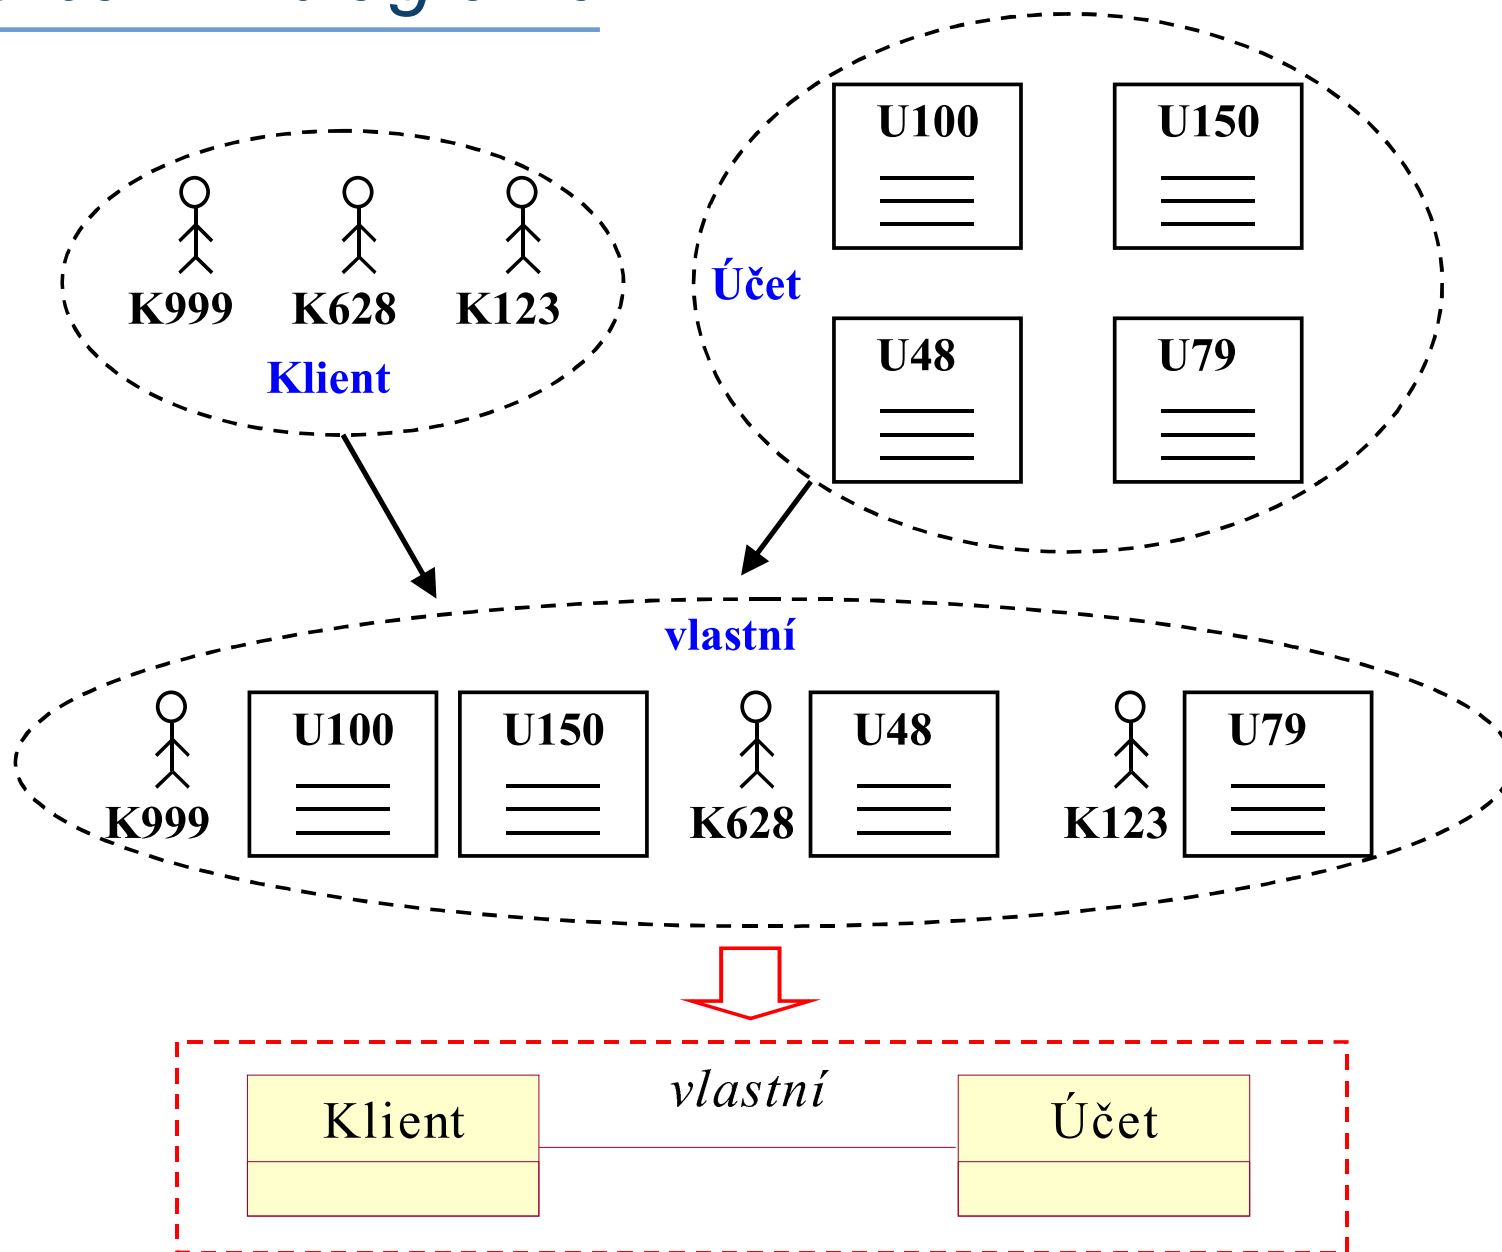 U100 U150
K999 K628 K123
Účet
Klient
U48 U79
vlastní
U100 U150 U48 U79
K999 K628 K123
vlastní
Klient Účet